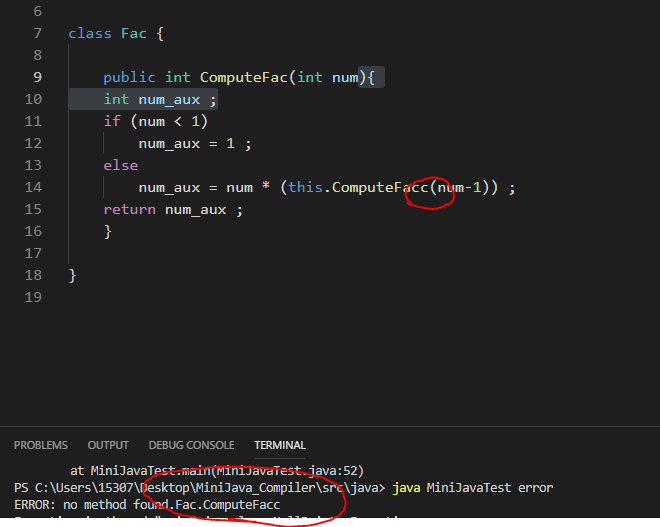 6
7 class Fac {
8
9 public int ComputeFac(int num){
10 int num_aux ;
11 if (num < 1)
12 num_aux = 1 ;
13 else
14 num_aux = num * (this.ComputeFacc(num-1)) ;
15 return num_aux ;
16 }
17
18 }
19
PROBLEMS OUTPUT DEBUG CONSOLE TERMINAL
at MiniJavaTest.main(MiniJavaTest.java:52)
PS C:\Users\15307\Desktop\MiniJava_Compiler\src\java> java MiniJavaTest error
ERROR: no method found.Fac.ComputeFacc